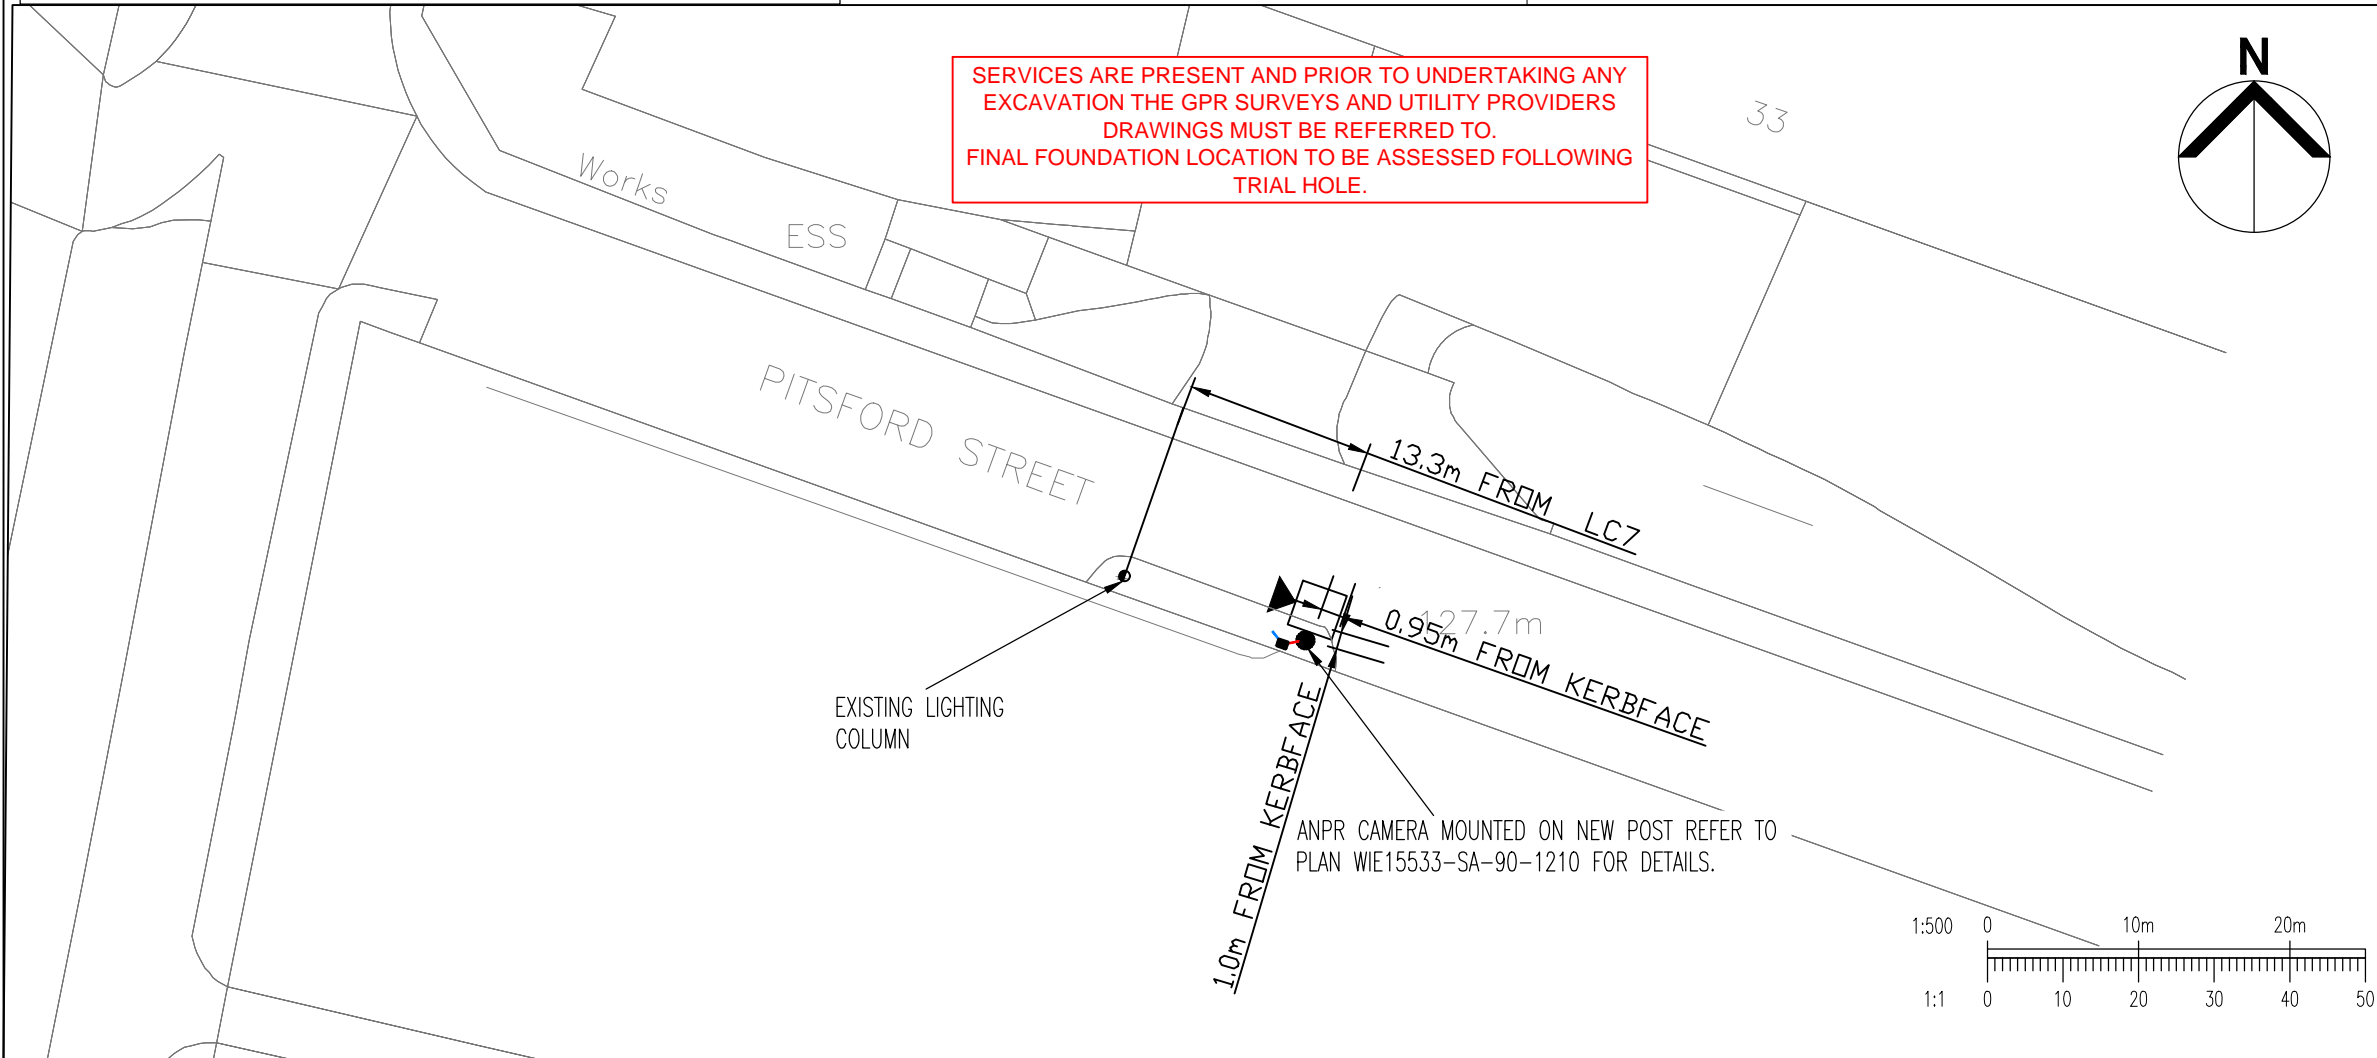 SERVICES ARE PRESENT AND PRIOR TO UNDERTAKING ANY
EXCAVATION THE GPR SURVEYS AND UTILITY PROVIDERS
DRAWINGS MUST BE REFERRED TO.
FINAL FOUNDATION LOCATION TO BE ASSESSED FOLLOWING
TRIAL HOLE.
N
33
Works
ESS
PITSFORD STREET
13.3m FROM LC7
127.7m
0.95m FROM KERBFACE
1.0m FROM KERBFACE
EXISTING LIGHTING
COLUMN
ANPR CAMERA MOUNTED ON NEW POST REFER TO
PLAN WIE15533-SA-90-1210 FOR DETAILS.
1:500 0 10m 20m
1:1 0 10 20 30 40 50